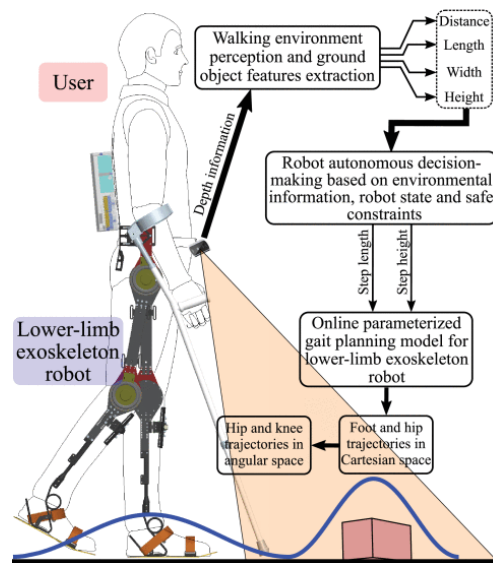 Walking environment
perception and ground
object features extraction
Distance
Length
Width
Height
User
Depth information
Robot autonomous decision-
making based on environmental
information, robot state and safe
constraints
Step length
Step height
Lower-limb
exoskeleton
robot
Online parameterized
gait planning model for
lower-limb exoskeleton
robot
Hip and knee
trajectories in
angular space
Foot and hip
trajectories in
Cartesian space